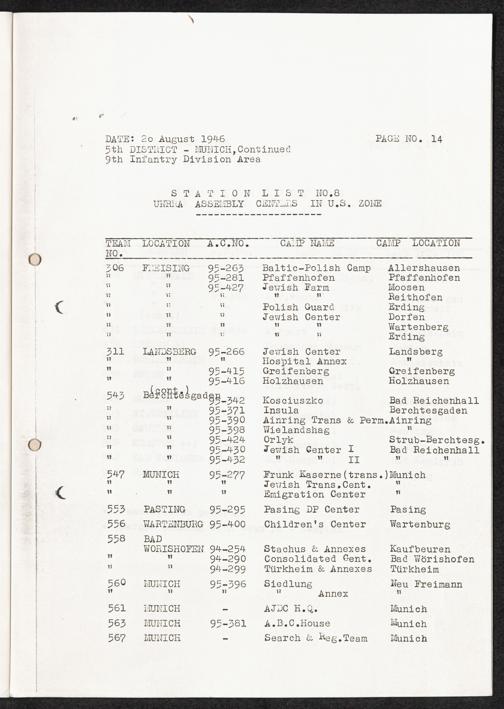 DATE: 20 August 1946 PAGE NO. 14
5th DISTRICT - MUNICH,Continued
9th Infantry Division Area
S T A T I O N L I S T NO.8
UNRRA ASSEMBLY CENTERS IN U.S. ZONE
TEAM LOCATION A.C.NO. CAMP NAME CAMP LOCATION
NO.
306 FREISING 95-263 Baltic-Polish Camp Allershausen
" " 95-281 Pfaffenhofen Pfaffenhofen
" " 95-427 Jewish Farm Moosen
" " " " " Reithofen
" " " Polish Guard Erding
" " " Jewish Center Dorfen
" " " " " Wartenberg
" " " " " Erding
311 LANDSBERG 95-266 Jewish Center Landsberg
" " " Hospital Annex "
" " 95-415 Greifenberg Greifenberg
" " 95-416 Holzhausen Holzhausen
(cont.)
543 Berchtesgaden 95-342 Kosciuszko Bad Reichenhall
" " 95-371 Insula Berchtesgaden
" " 95-390 Ainring Trans & Perm.Ainring
" " 95-398 Wielandshag "
" " 95-424 Orlyk Strub-Berchtesg.
" " 95-430 Jewish Center I Bad Reichenhall
" " 95-432 " " II " "
547 MUNICH 95-277 Funk Kaserne(trans.)Munich
" " " Jewish Trans.Cent. "
" " " Emigration Center "
553 PASTING 95-295 Pasing DP Center Pasing
556 WARTENBURG 95-400 Children's Center Wartenburg
558 BAD
WORISHOFEN 94-254 Stachus & Annexes Kaufbeuren
" " 94-290 Consolidated Cent. Bad Wörishofen
" " 94-299 Türkheim & Annexes Türkheim
560 MUNICH 95-396 Siedlung Neu Freimann
" " " " Annex "
561 MUNICH - AJDC H.Q. Munich
563 MUNICH 95-381 A.B.C.House Munich
567 MUNICH - Search & Reg.Team Munich